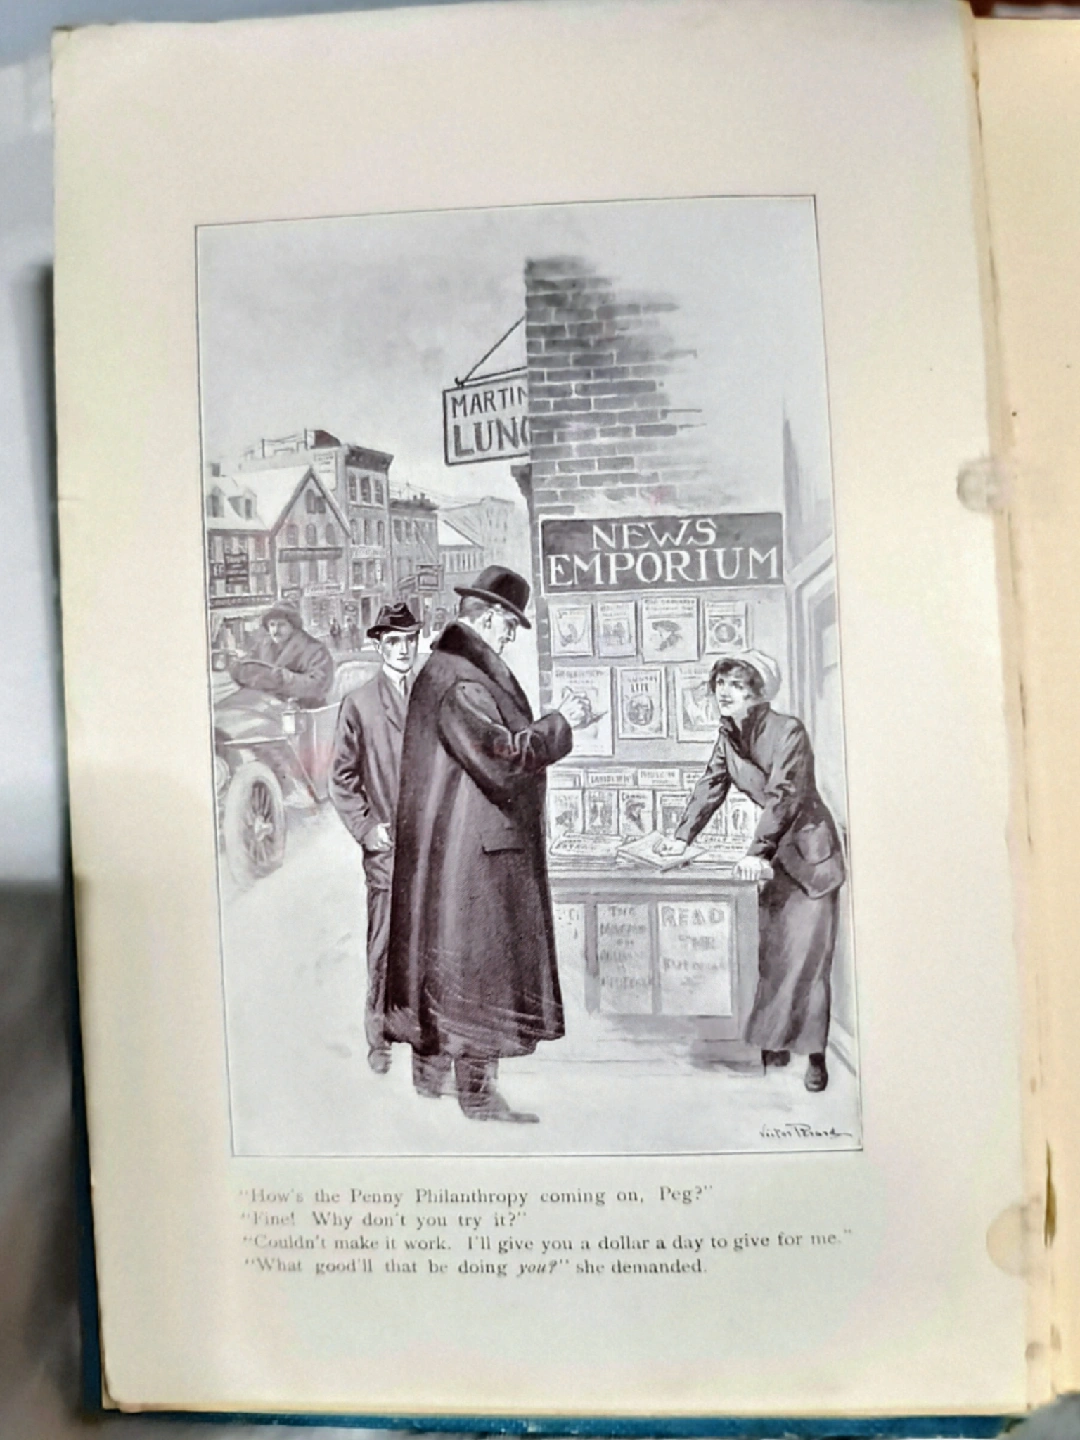 MARTIN
LUNC
NEWS
EMPORIUM
THE
READ
THE
"How's the Penny Philanthropy coming on, Peg?"
"Fine! Why don't you try it?"
"Couldn't make it work. I'll give you a dollar a day to give for me."
"What good'll that be doing you?" she demanded.